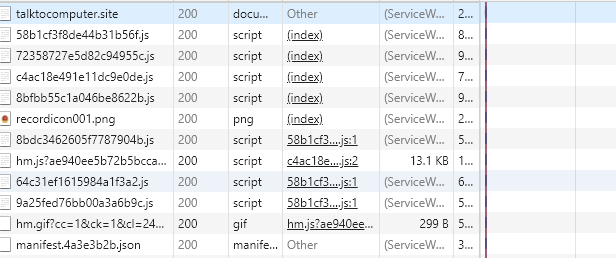 talktocomputer.site 200 docu... Other (ServiceW... 2...
58b1cf3f8de44b31b56f.js 200 script (index) (ServiceW... 8...
72358727e5d82c94955c.js 200 script (index) (ServiceW... 9...
c4ac18e491e11dc9e0de.js 200 script (index) (ServiceW... 7...
8bfbb55c1a046be8622b.js 200 script (index) (ServiceW... 9...
recordicon001.png 200 png (index) (ServiceW... 2...
8bdc3462605f7787904b.js 200 script 58b1cf3....js:1 (ServiceW... 5...
hm.js?ae940ee5b72b5bcca... 200 script c4ac18e....js:2 13.1 KB 1...
64c31ef1615984a1f3a2.js 200 script 58b1cf3....js:1 (ServiceW... 6...
9a25fed76bb00a3a6b9c.js 200 script 58b1cf3....js:1 (ServiceW... 5...
hm.gif?cc=1&ck=1&cl=24... 200 gif hm.js?ae940ee... 299 B 5...
manifest.4a3e3b2b.json 200 manife... Other (ServiceW... 3...